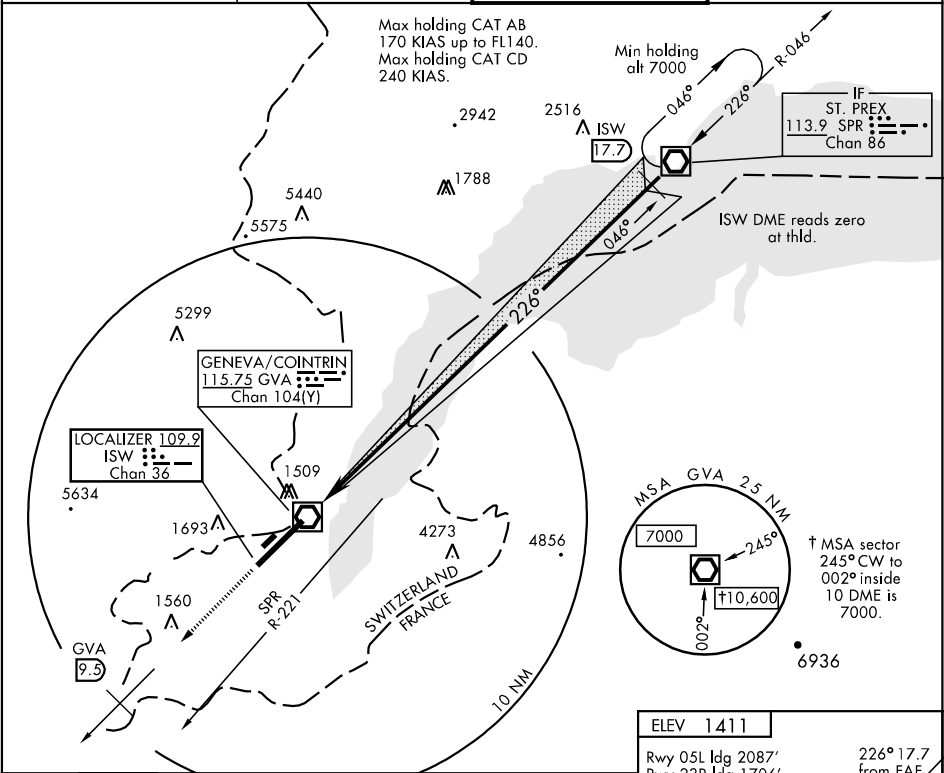 Max holding CAT AB
170 KIAS up to FL140.
Max holding CAT CD
240 KIAS.
Min holding
alt 7000
R-046
046°
226°
IF
ST. PREX
113.9 SPR
Chan 86
2942
2516
ISW
17.7
1788
5440
5575
046°
ISW DME reads zero
at thld.
226°
5299
GENEVA/COINTRIN
115.75 GVA
Chan 104(Y)
LOCALIZER 109.9
ISW
Chan 36
1509
5634
1693
4273
4856
MSA GVA 25 NM
7000
245°
†10,600
002°
† MSA sector
245° CW to
002° inside
10 DME is
7000.
SWITZERLAND
FRANCE
SPR
R-221
1560
GVA
9.5
6936
10 NM
ELEV 1411
Rwy 05L ldg 2087'
226° 17.7
from FAF